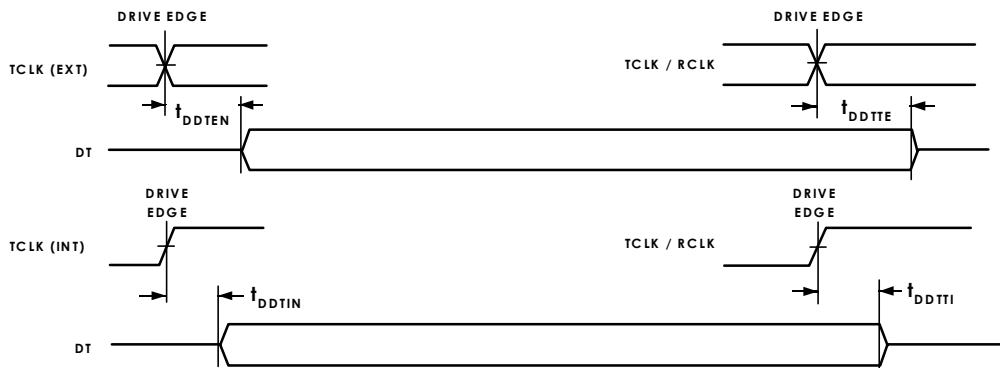 DRIVE EDGE
DRIVE EDGE
TCLK (EXT)
TCLK / RCLK
tDDTEN
tDDTTE
DT
DRIVE
EDGE
DRIVE
EDGE
TCLK (INT)
TCLK / RCLK
tDDTIN
tDDTTI
DT